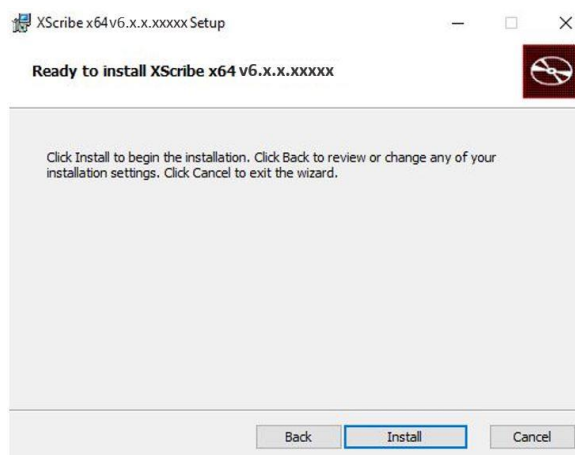 XScribe x64 v6.x.x.xxxxx Setup
Ready to install XScribe x64 v6.x.x.xxxxx
Click Install to begin the installation. Click Back to review or change any of your
installation settings. Click Cancel to exit the wizard.
Back Install Cancel